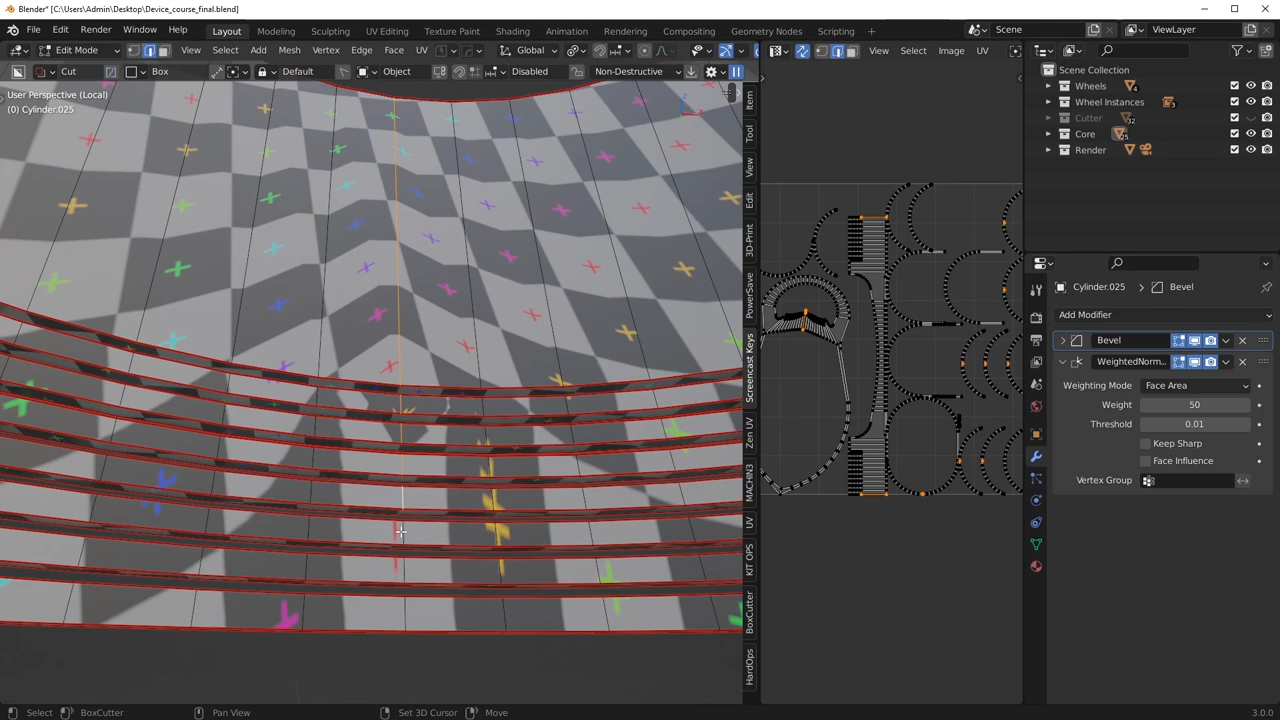 Blender* [C:\Users\Admin\Desktop\Device_course_final.blend]
File Edit Render Window Help Layout Modeling Sculpting UV Editing Texture Paint Shading Animation Rendering Compositing Geometry Nodes Scripting + Scene ViewLayer
Edit Mode View Select Add Mesh Vertex Edge Face UV Global View Select Image UV
Cut Box Default Object Disabled Non-Destructive
User Perspective (Local)
(0) Cylinder.025
Z
Item
Tool
View
Edit
3D-Print
PowerSave
Screencast Keys
Zen UV
MACHIN3
UV
KIT OPS
BoxCutter
HardOps
Scene Collection
Wheels 4
Wheel Instances 3
Cutter 32
Core 25
Render
Cylinder.025 > Bevel
Add Modifier
Bevel
WeightedNorm...
Weighting Mode Face Area
Weight 50
Threshold 0.01
Keep Sharp
Face Influence
Vertex Group
Select BoxCutter Pan View Set 3D Cursor Move 3.0.0